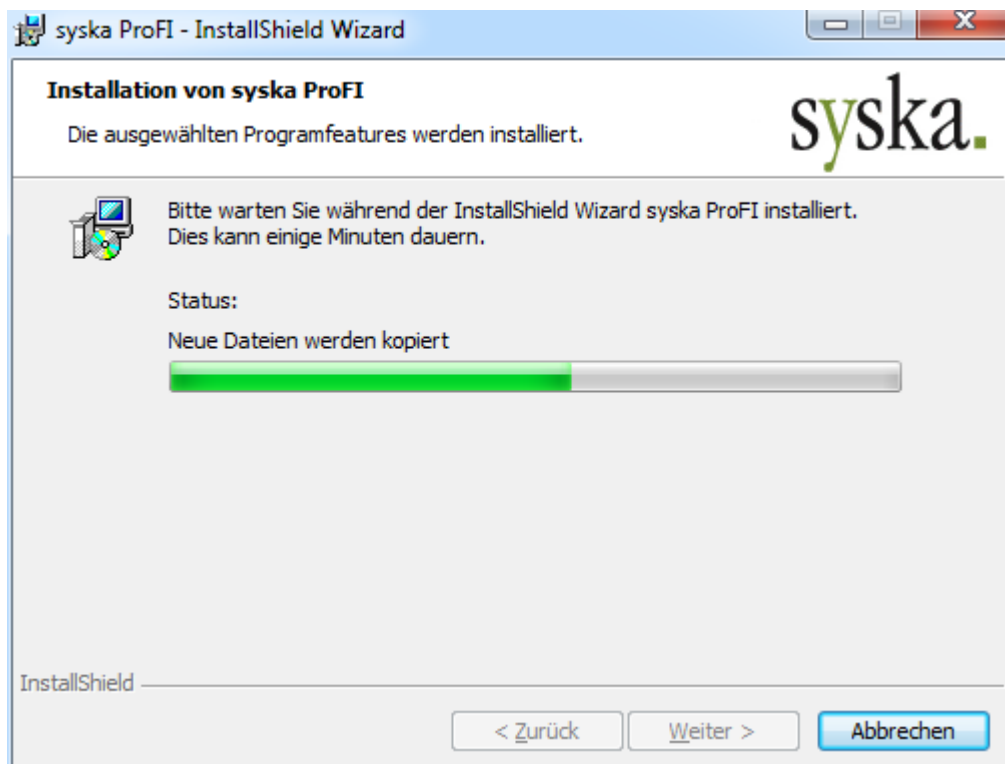 syska ProFI - InstallShield Wizard
Installation von syska ProFI
Die ausgewählten Programfeatures werden installiert.
syska.
Bitte warten Sie während der InstallShield Wizard syska ProFI installiert.
Dies kann einige Minuten dauern.
Status:
Neue Dateien werden kopiert
InstallShield
< Zurück
Weiter >
Abbrechen